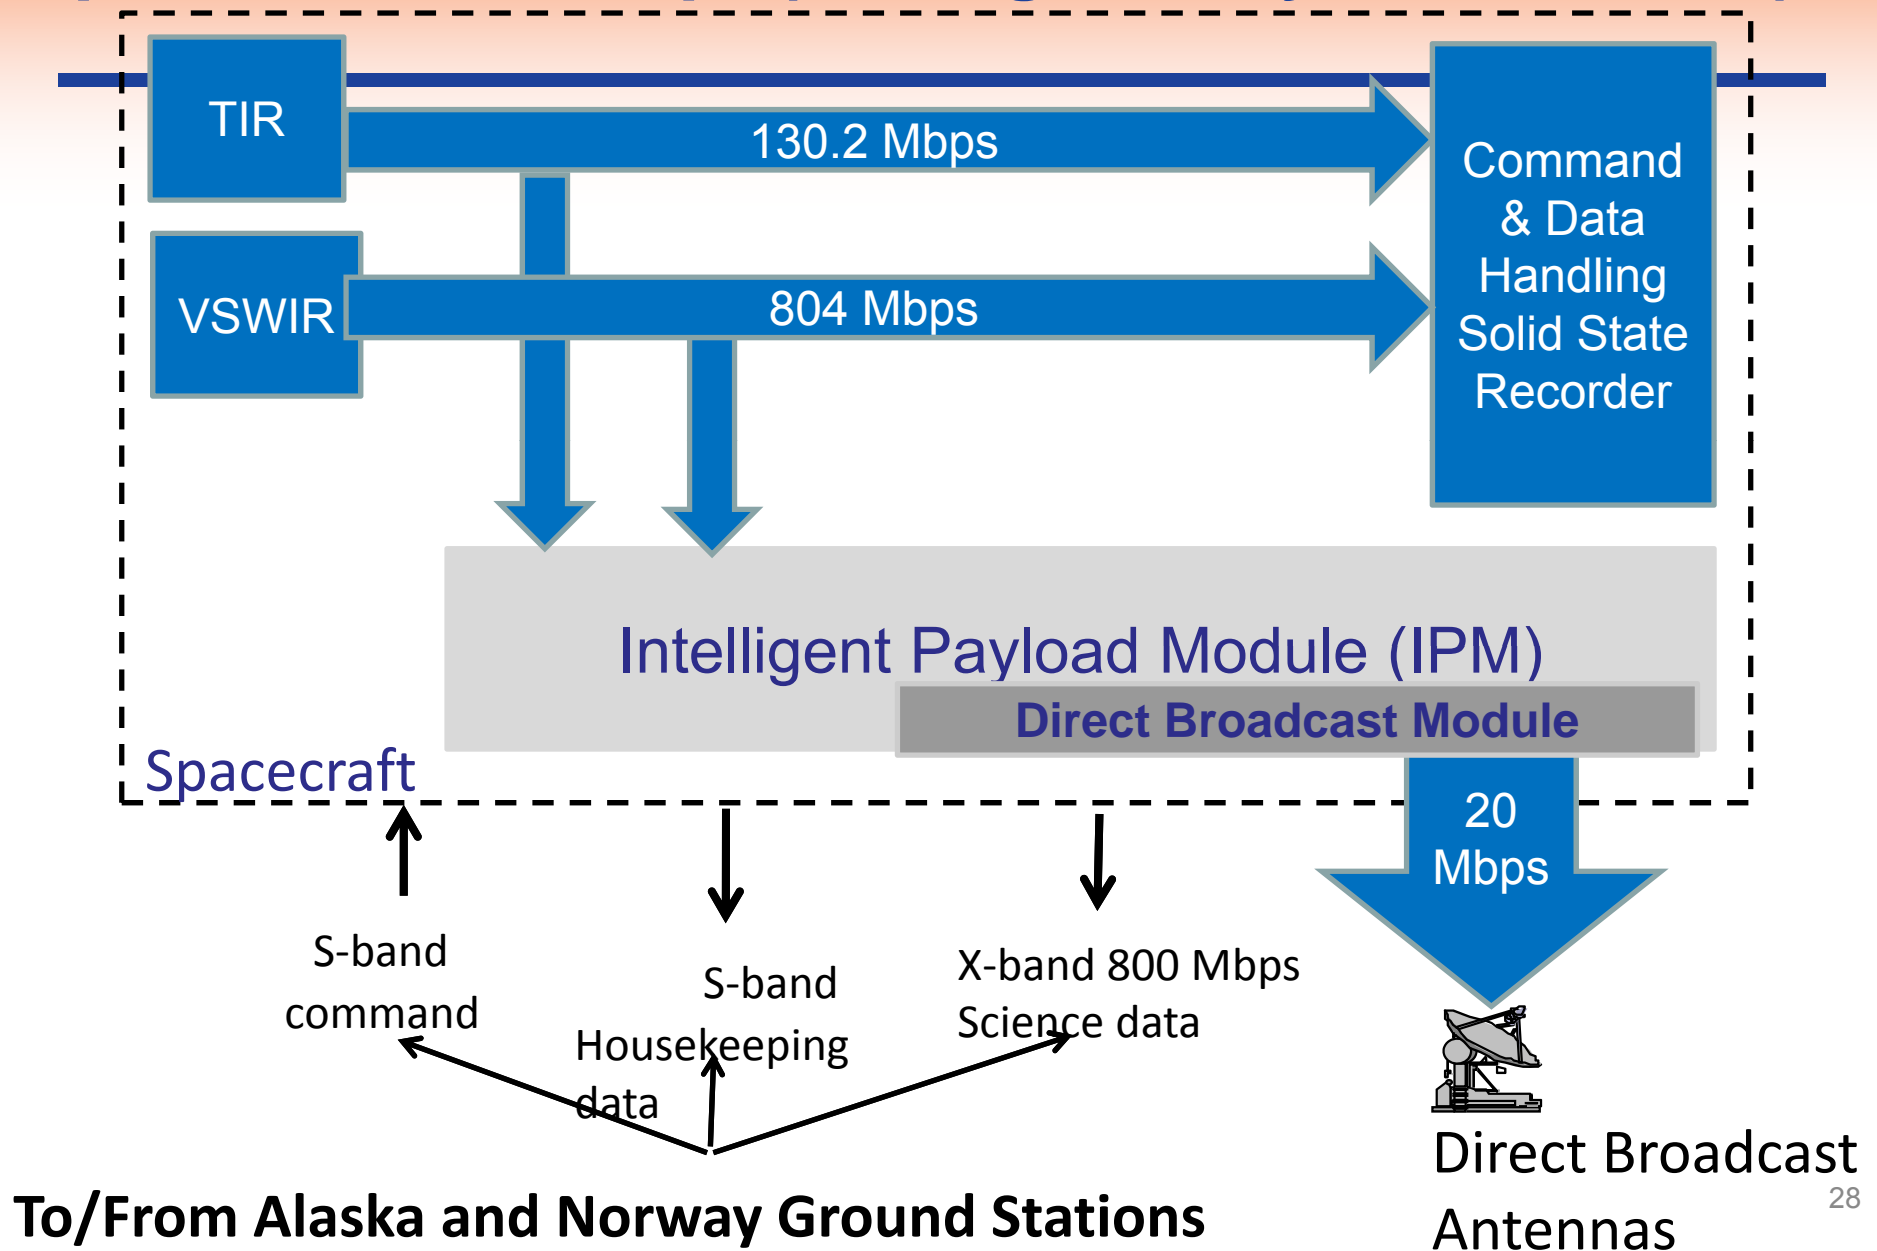 TIR
130.2 Mbps
Command
& Data
Handling
Solid State
Recorder
VSWIR
804 Mbps
Intelligent Payload Module (IPM)
Direct Broadcast Module
Spacecraft
20
Mbps
S-band
command
S-band
Housekeeping
data
X-band 800 Mbps
Science data
Direct Broadcast
Antennas
To/From Alaska and Norway Ground Stations
28